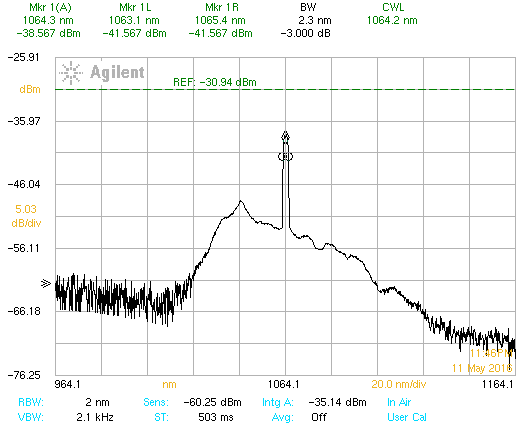 Mkr 1(A) Mkr 1L Mkr 1R BW CWL
1064.3 nm 1063.1 nm 1065.4 nm 2.3 nm 1064.2 nm
-38.567 dBm -41.567 dBm -41.567 dBm -3.000 dB
-25.91
Agilent
dBm
REF: -30.94 dBm
-35.97
-46.04
5.03
dB/div
-56.11
-66.18
11:46PM
11 May 2016
-76.25
964.1 nm 1064.1 20.0 nm/div 1164.1
RBW: 2 nm Sens: -60.25 dBm Intg A: -35.14 dBm In Air
VBW: 2.1 kHz ST: 503 ms Avg: Off User Cal